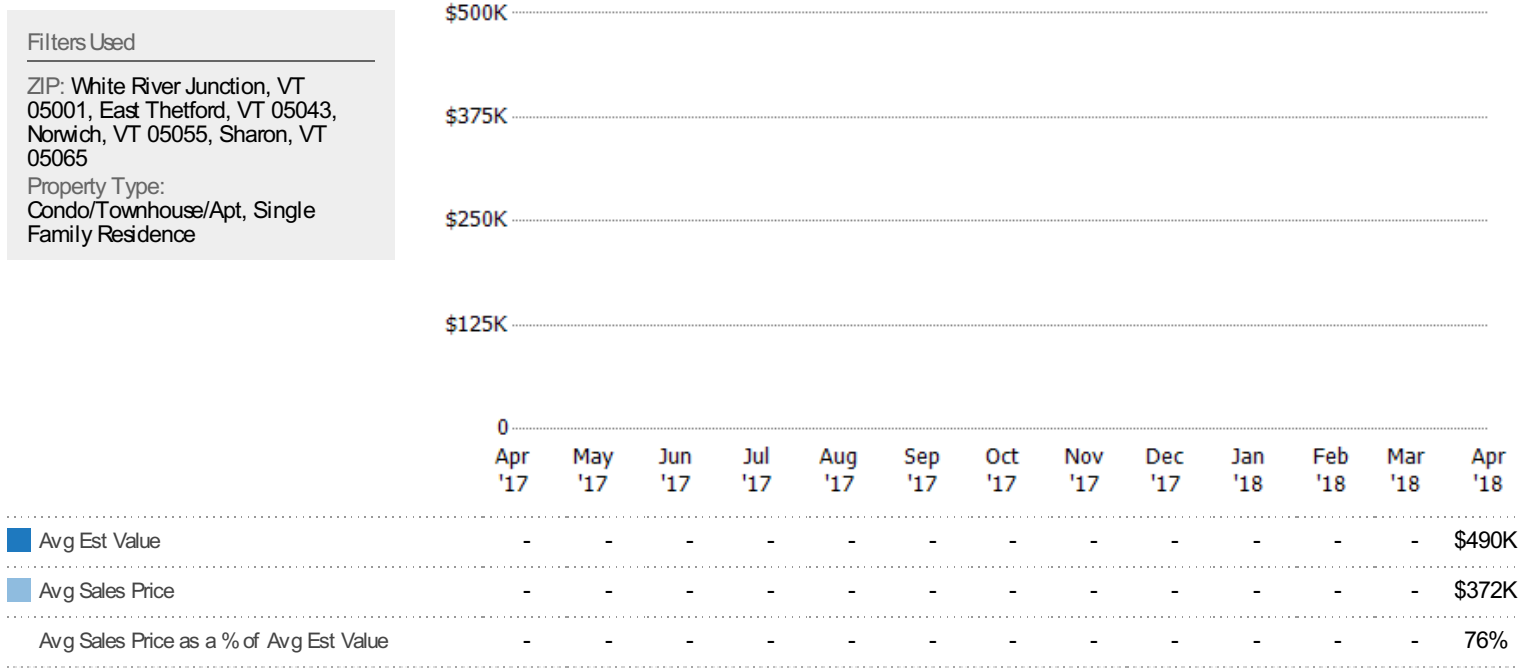 Filters Used
ZIP: White River Junction, VT
05001, East Thetford, VT 05043,
Norwich, VT 05055, Sharon, VT
05065
Property Type:
Condo/Townhouse/Apt, Single
Family Residence
$500K
$375K
$250K
$125K
0
Apr May Jun Jul Aug Sep Oct Nov Dec Jan Feb Mar Apr
'17 '17 '17 '17 '17 '17 '17 '17 '17 '18 '18 '18 '18
Avg Est Value - - - - - - - - - - - - $490K
Avg Sales Price - - - - - - - - - - - - $372K
Avg Sales Price as a % of Avg Est Value - - - - - - - - - - - - 76%